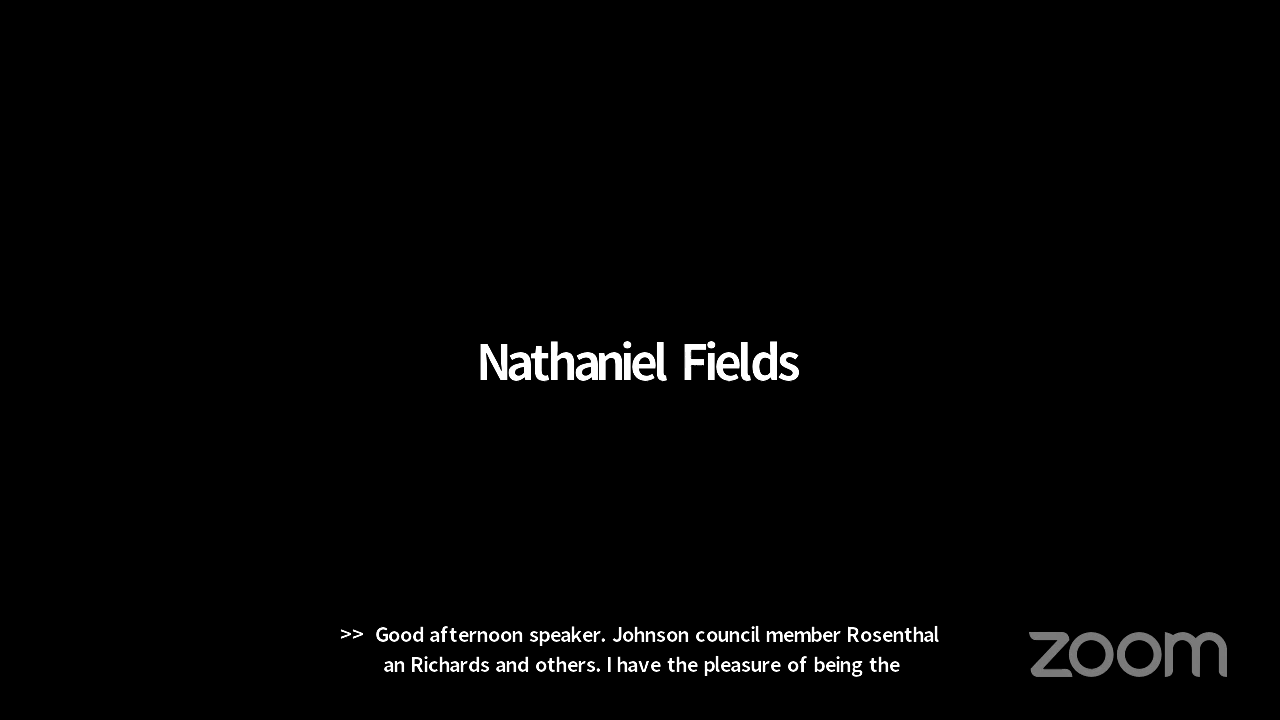 Nathaniel Fields
>> Good afternoon speaker. Johnson council member Rosenthal
an Richards and others. I have the pleasure of being the
zoom